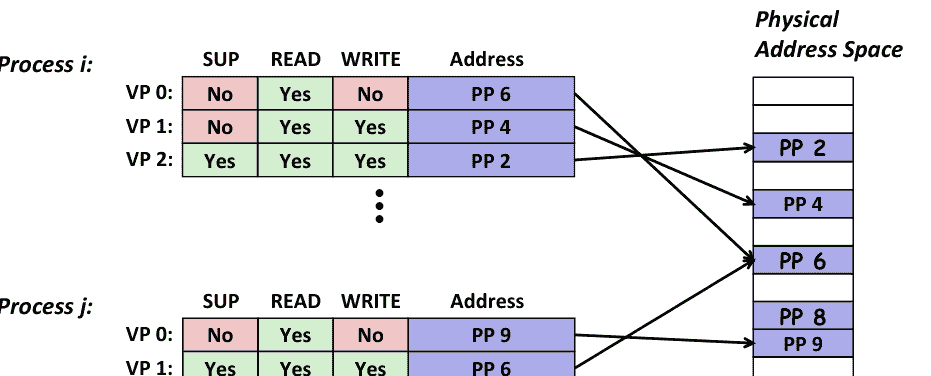 Physical
Address Space
Process i:
SUP READ WRITE Address
VP 0: No Yes No PP 6
VP 1: No Yes Yes PP 4
VP 2: Yes Yes Yes PP 2
PP 2
PP 4
PP 6
Process j:
SUP READ WRITE Address
VP 0: No Yes No PP 9
VP 1: Yes Yes Yes PP 6
PP 8
PP 9